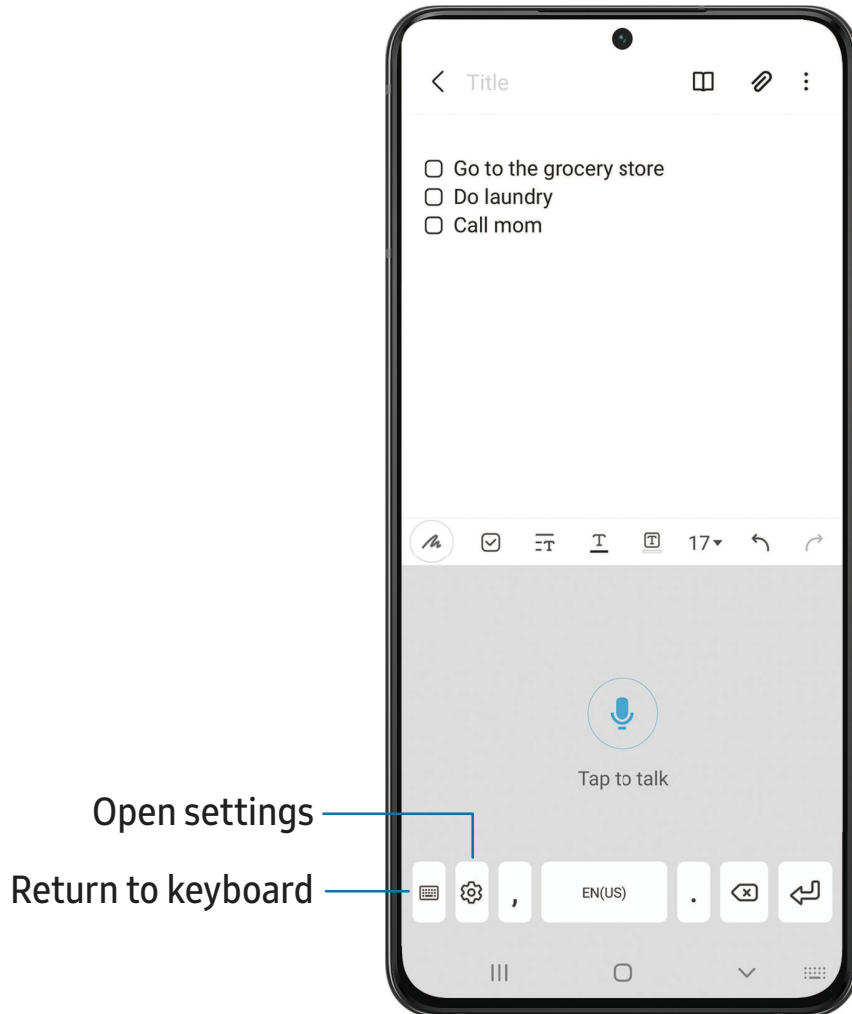 Title
Go to the grocery store
Do laundry
Call mom
17
Tap to talk
Open settings
Return to keyboard
,
EN(US)
.